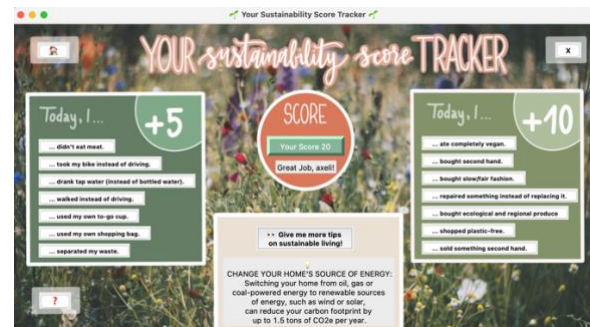 Your Sustainability Score Tracker
x
YOUR sustainability score TRACKER
Today, I...
+5
... didn't eat meat.
... took my bike instead of driving.
... drank tap water (instead of bottled water).
... walked instead of driving.
... used my own to-go cup.
... used my own shopping bag.
... separated my waste.
SCORE
Your Score 20
Great Job, axeli!
Today, I...
+10
... ate completely vegan.
... bought second hand.
... bought slow/fair fashion.
... repaired something instead of replacing it.
... bought ecological and regional produce
... shopped plastic-free.
... sold something second hand.
Give me more tips
on sustainable living!
CHANGE YOUR HOME'S SOURCE OF ENERGY:
Switching your home from oil, gas or
coal-powered energy to renewable sources
of energy, such as wind or solar,
can reduce your carbon footprint by
up to 1.5 tons of CO2e per year.
?